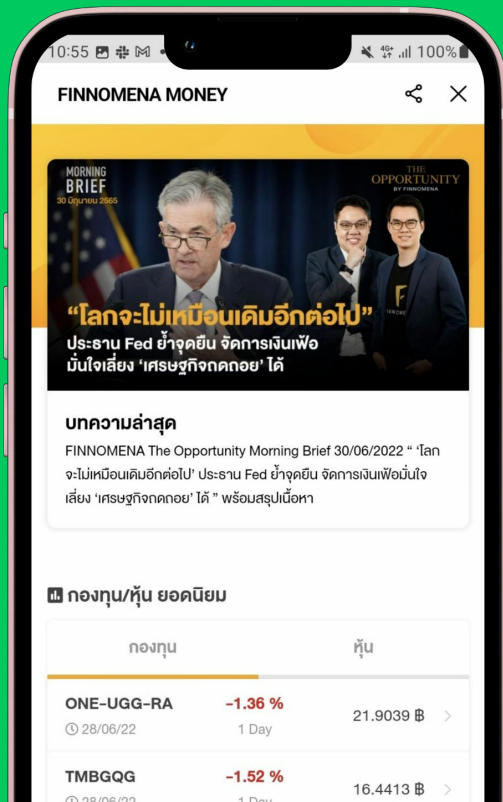 10:55
4G+ 100%
FINNOMENA MONEY
MORNING
BRIEF
30 มิถุนายน 2565
THE
OPPORTUNITY
BY FINNOMENA
“โลกจะไม่เหมือนเดิมอีกต่อไป”
ประธาน Fed ย้ำจุดยืน จัดการเงินเฟ้อ
มั่นใจเลี่ยง ‘เศรษฐกิจถดถอย’ ได้
บทความล่าสุด
FINNOMENA The Opportunity Morning Brief 30/06/2022 “ ‘โลก
จะไม่เหมือนเดิมอีกต่อไป’ ประธาน Fed ย้ำจุดยืน จัดการเงินเฟ้อมั่นใจ
เลี่ยง ‘เศรษฐกิจถดถอย’ ได้ ” พร้อมสรุปเนื้อหา
กองทุน/หุ้น ยอดนิยม
กองทุน
หุ้น
ONE-UGG-RA
-1.36 %
21.9039 ฿
28/06/22
1 Day
TMBGQG
-1.52 %
16.4413 ฿
28/06/22
1 Day